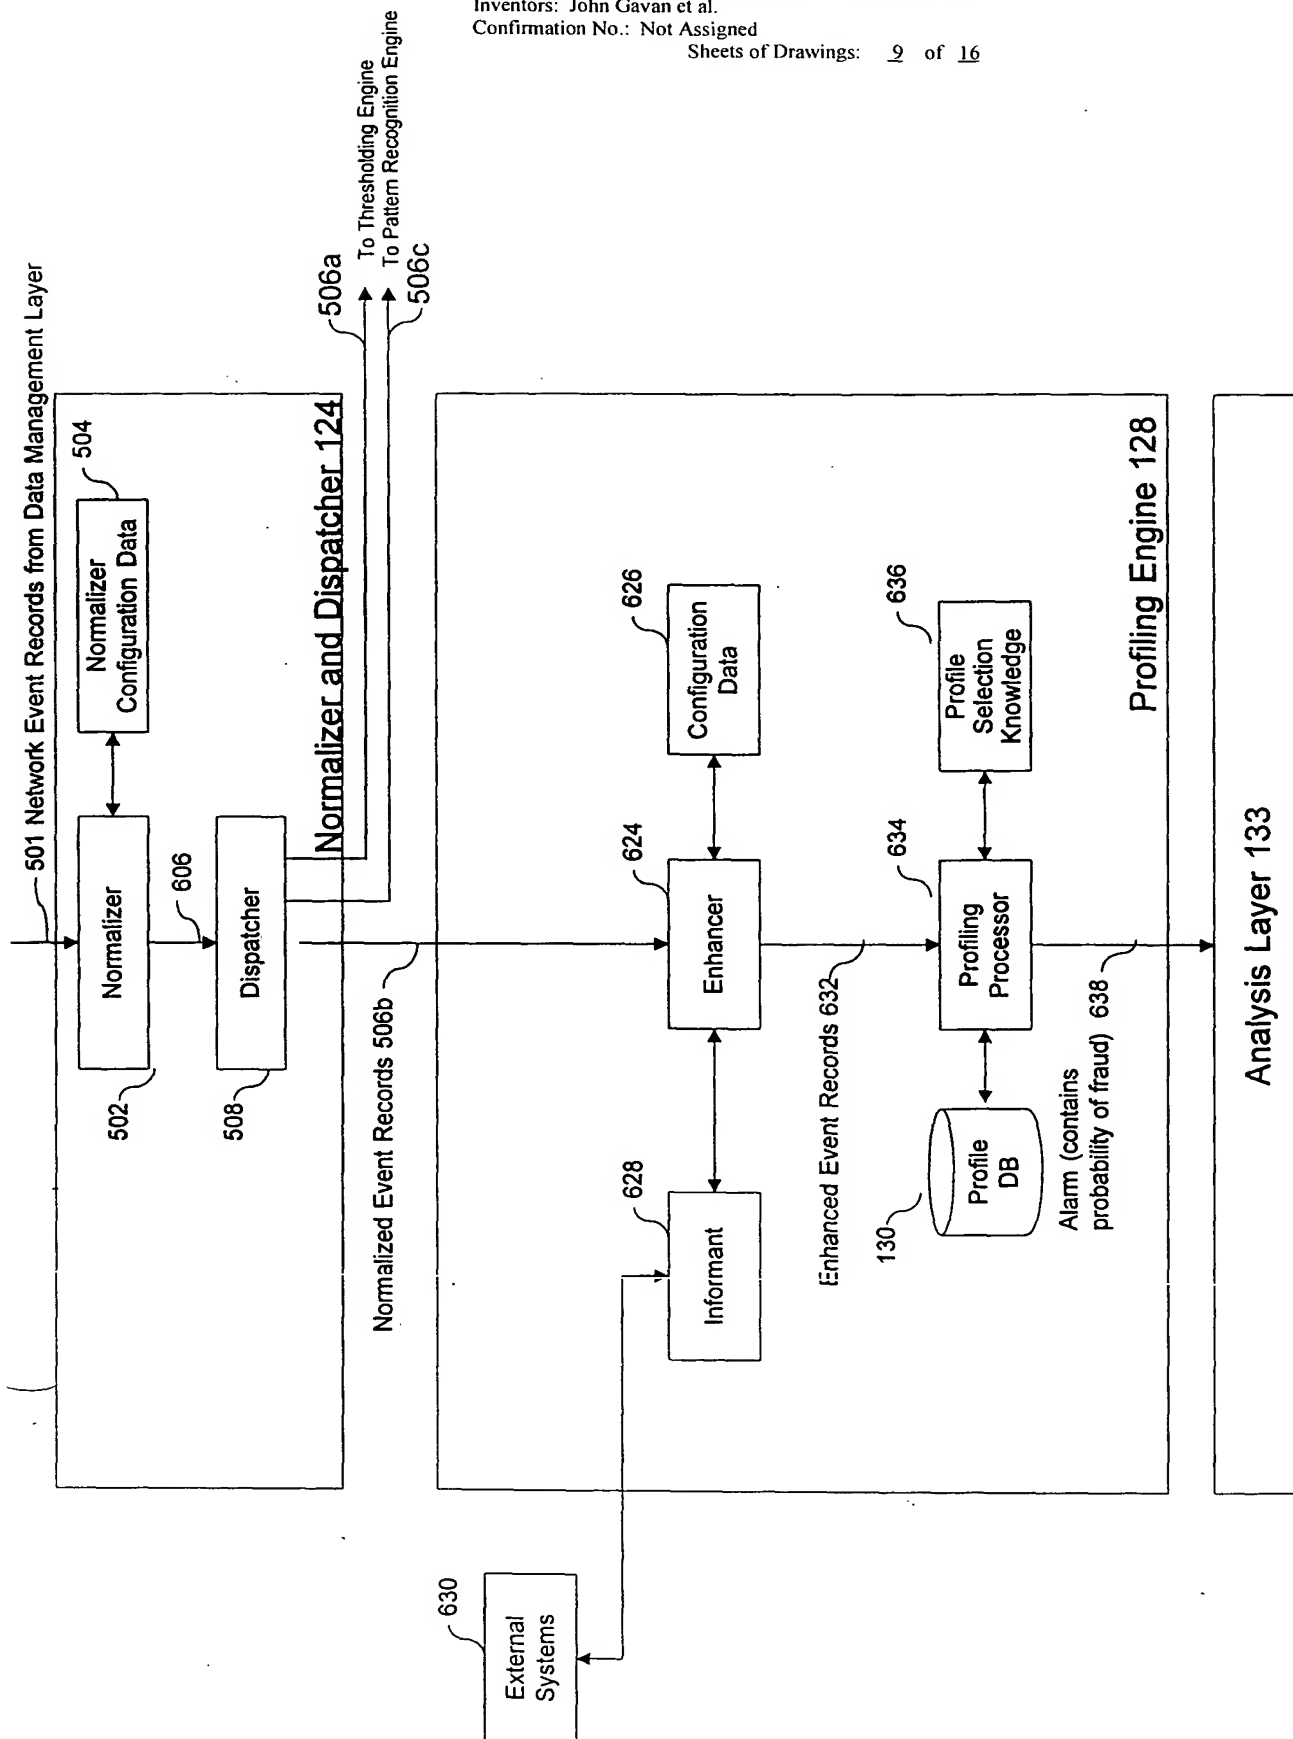 Inventors: John Gavan et al.
Confirmation No.: Not Assigned
Sheets of Drawings: 9 of 16
501 Network Event Records from Data Management Layer
Normalizer
502
Normalizer
Configuration Data
504
606
Dispatcher
508
Normalizer and Dispatcher 124
506a
To Thresholding Engine
To Pattern Recognition Engine
506c
Normalized Event Records 506b
External
Systems
630
Informant
628
Enhancer
624
Configuration
Data
626
Enhanced Event Records 632
Profile
DB
130
Profiling
Processor
634
Profile
Selection
Knowledge
636
Alarm (contains
probability of fraud) 638
Profiling Engine 128
Analysis Layer 133